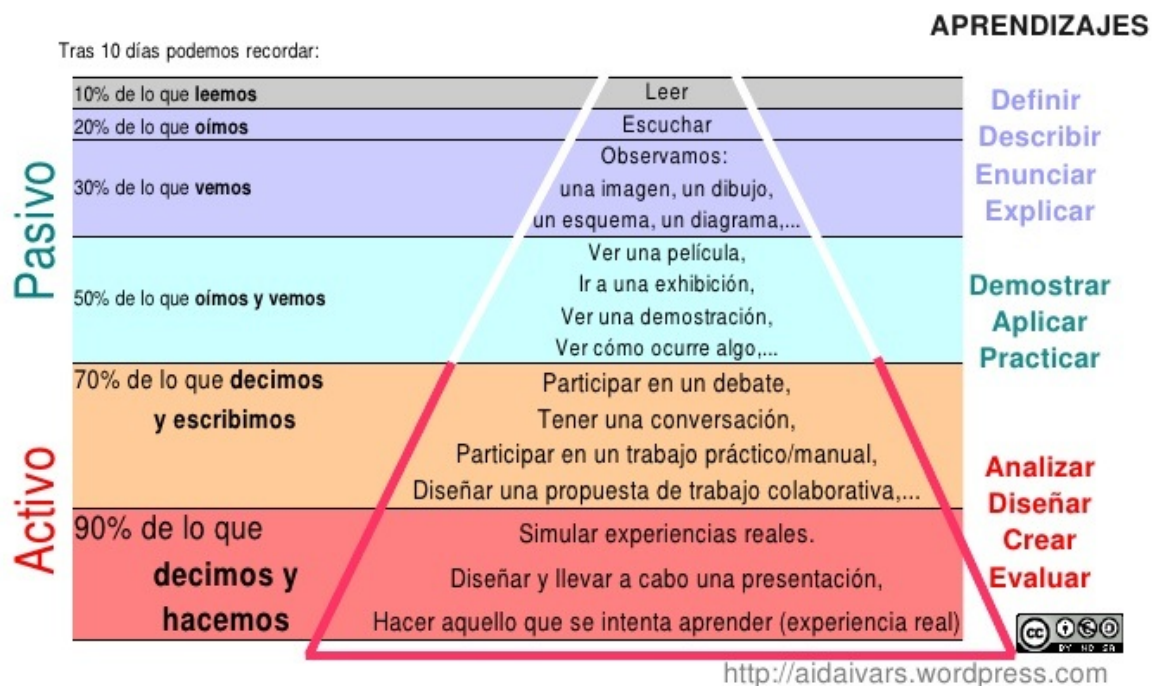 APRENDIZAJES
Tras 10 días podemos recordar:
Pasivo
Activo
10% de lo que leemos
Leer
20% de lo que oímos
Escuchar
30% de lo que vemos
Observamos:
una imagen, un dibujo,
un esquema, un diagrama,...
Definir
Describir
Enunciar
Explicar
50% de lo que oímos y vemos
Ver una película,
Ir a una exhibición,
Ver una demostración,
Ver cómo ocurre algo,...
Demostrar
Aplicar
Practicar
70% de lo que decimos
y escribimos
Participar en un debate,
Tener una conversación,
Participar en un trabajo práctico/manual,
Diseñar una propuesta de trabajo colaborativa,...
90% de lo que
decimos y
hacemos
Simular experiencias reales.
Diseñar y llevar a cabo una presentación,
Hacer aquello que se intenta aprender (experiencia real)
Analizar
Diseñar
Crear
Evaluar
cc
BY NO SA
http://aidaivars.wordpress.com